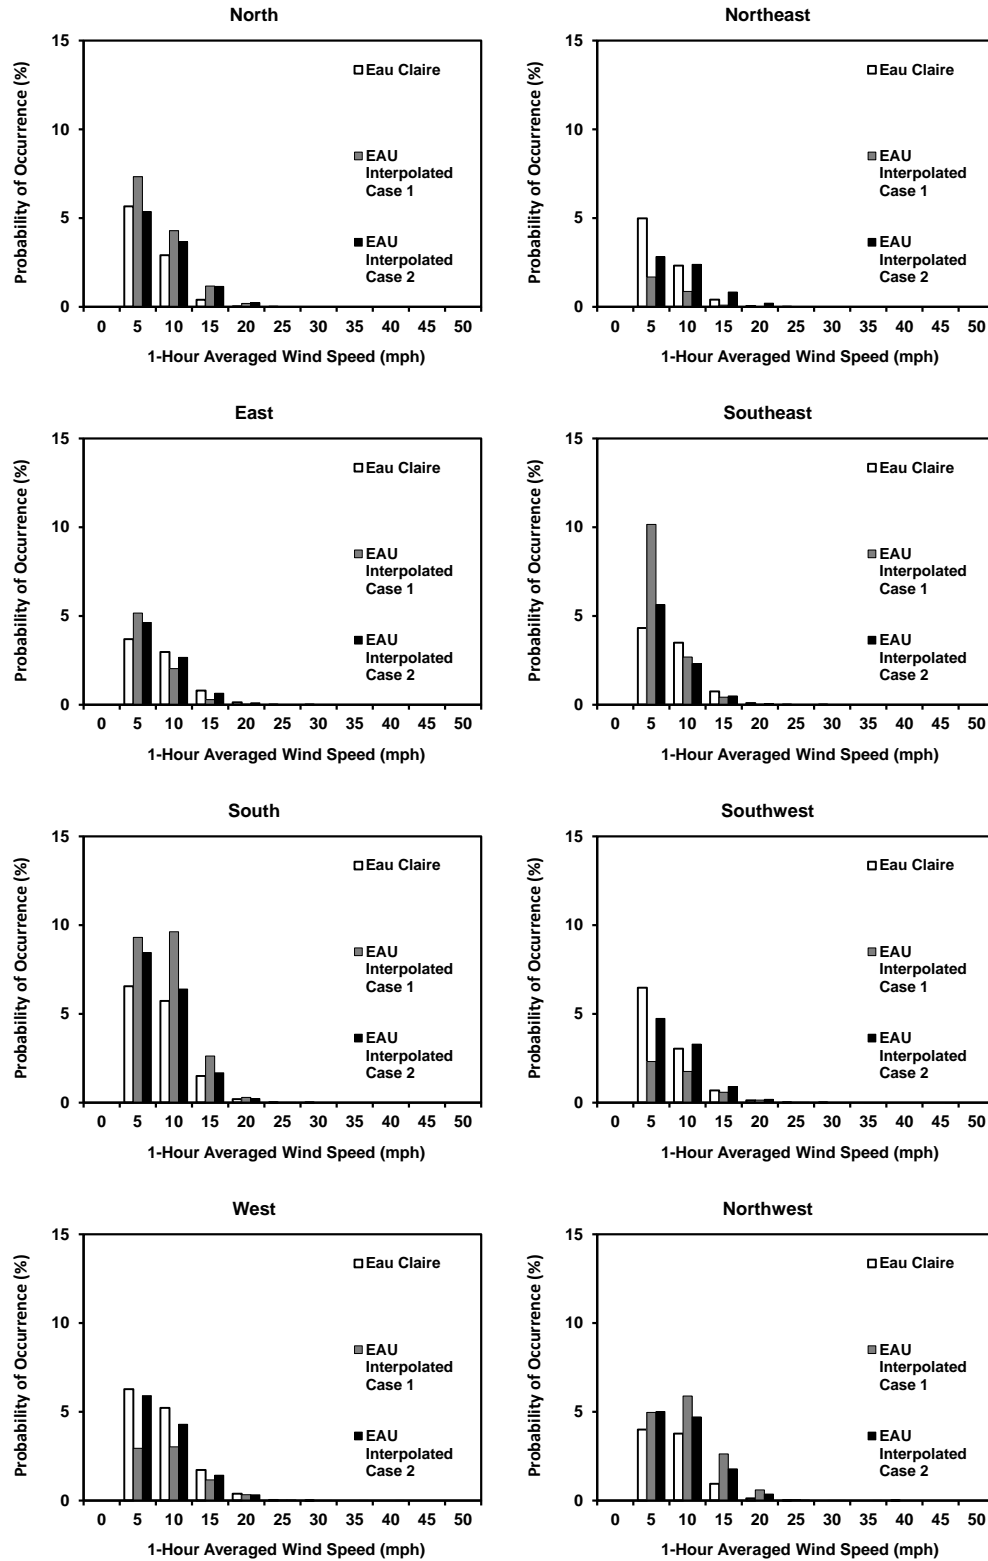 North
Probability of Occurrence (%)
15
10
5
0
Eau Claire
EAU
Interpolated
Case 1
EAU
Interpolated
Case 2
0 5 10 15 20 25 30 35 40 45 50
1-Hour Averaged Wind Speed (mph)
Northeast
Probability of Occurrence (%)
15
10
5
0
Eau Claire
EAU
Interpolated
Case 1
EAU
Interpolated
Case 2
0 5 10 15 20 25 30 35 40 45 50
1-Hour Averaged Wind Speed (mph)
East
Probability of Occurrence (%)
15
10
5
0
Eau Claire
EAU
Interpolated
Case 1
EAU
Interpolated
Case 2
0 5 10 15 20 25 30 35 40 45 50
1-Hour Averaged Wind Speed (mph)
Southeast
Probability of Occurrence (%)
15
10
5
0
Eau Claire
EAU
Interpolated
Case 1
EAU
Interpolated
Case 2
0 5 10 15 20 25 30 35 40 45 50
1-Hour Averaged Wind Speed (mph)
South
Probability of Occurrence (%)
15
10
5
0
Eau Claire
EAU
Interpolated
Case 1
EAU
Interpolated
Case 2
0 5 10 15 20 25 30 35 40 45 50
1-Hour Averaged Wind Speed (mph)
Southwest
Probability of Occurrence (%)
15
10
5
0
Eau Claire
EAU
Interpolated
Case 1
EAU
Interpolated
Case 2
0 5 10 15 20 25 30 35 40 45 50
1-Hour Averaged Wind Speed (mph)
West
Probability of Occurrence (%)
15
10
5
0
Eau Claire
EAU
Interpolated
Case 1
EAU
Interpolated
Case 2
0 5 10 15 20 25 30 35 40 45 50
1-Hour Averaged Wind Speed (mph)
Northwest
Probability of Occurrence (%)
15
10
5
0
Eau Claire
EAU
Interpolated
Case 1
EAU
Interpolated
Case 2
0 5 10 15 20 25 30 35 40 45 50
1-Hour Averaged Wind Speed (mph)